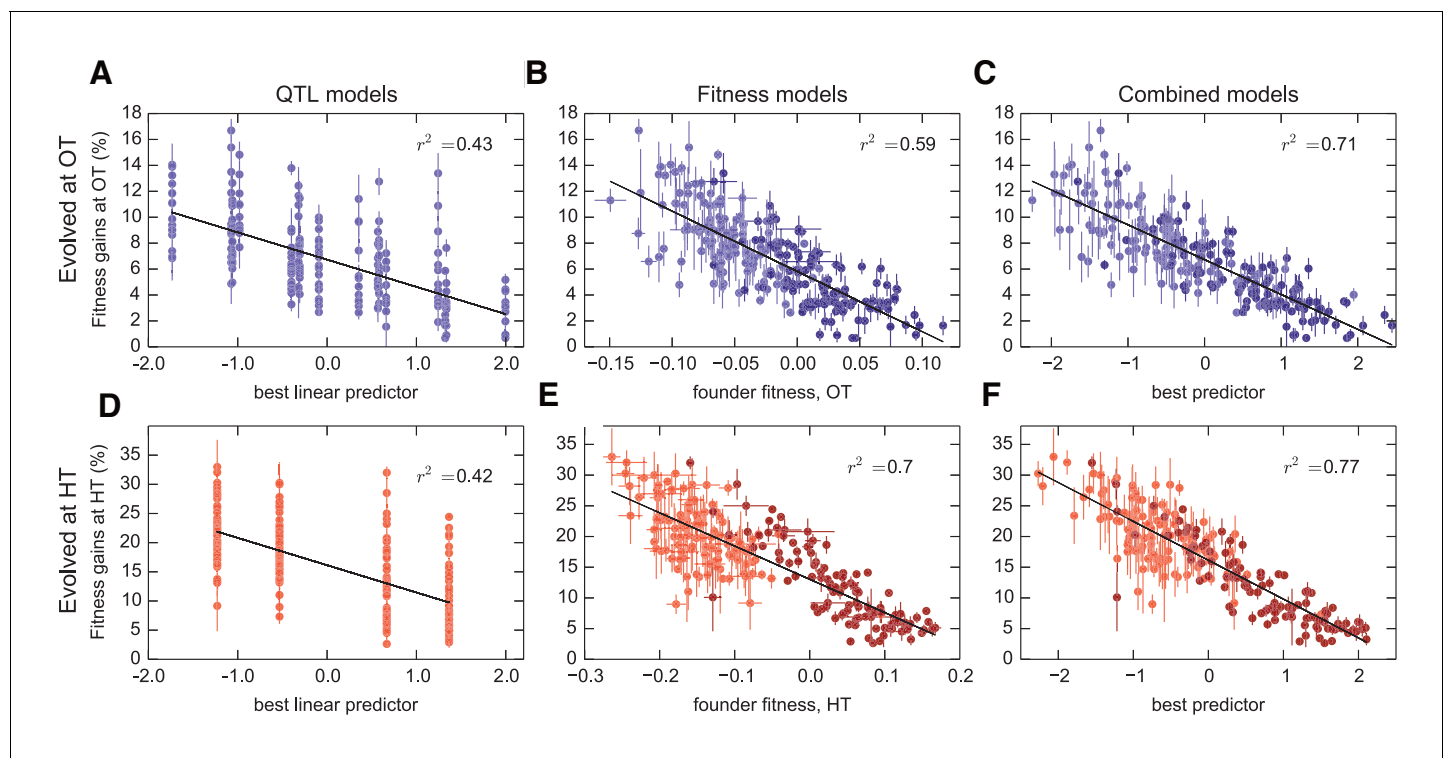 A
B
C
QTL models
Fitness models
Combined models
Evolved at OT
Fitness gains at OT (%)
18
16
14
12
10
8
6
4
2
0
r² =0.43
-2.0 -1.0 0.0 1.0 2.0
best linear predictor
18
16
14
12
10
8
6
4
2
0
r² =0.59
−0.15 −0.10 −0.05 0.00 0.05 0.10
founder fitness, OT
18
16
14
12
10
8
6
4
2
0
r² =0.71
−2 −1 0 1 2
best predictor
D
E
F
Evolved at HT
Fitness gains at HT (%)
35
30
25
20
15
10
5
0
r² =0.42
-2.0 -1.0 0.0 1.0 2.0
best linear predictor
35
30
25
20
15
10
5
0
r² =0.7
−0.3 −0.2 −0.1 0.0 0.1 0.2
founder fitness, HT
35
30
25
20
15
10
5
0
r² =0.77
−2 −1 0 1 2
best predictor